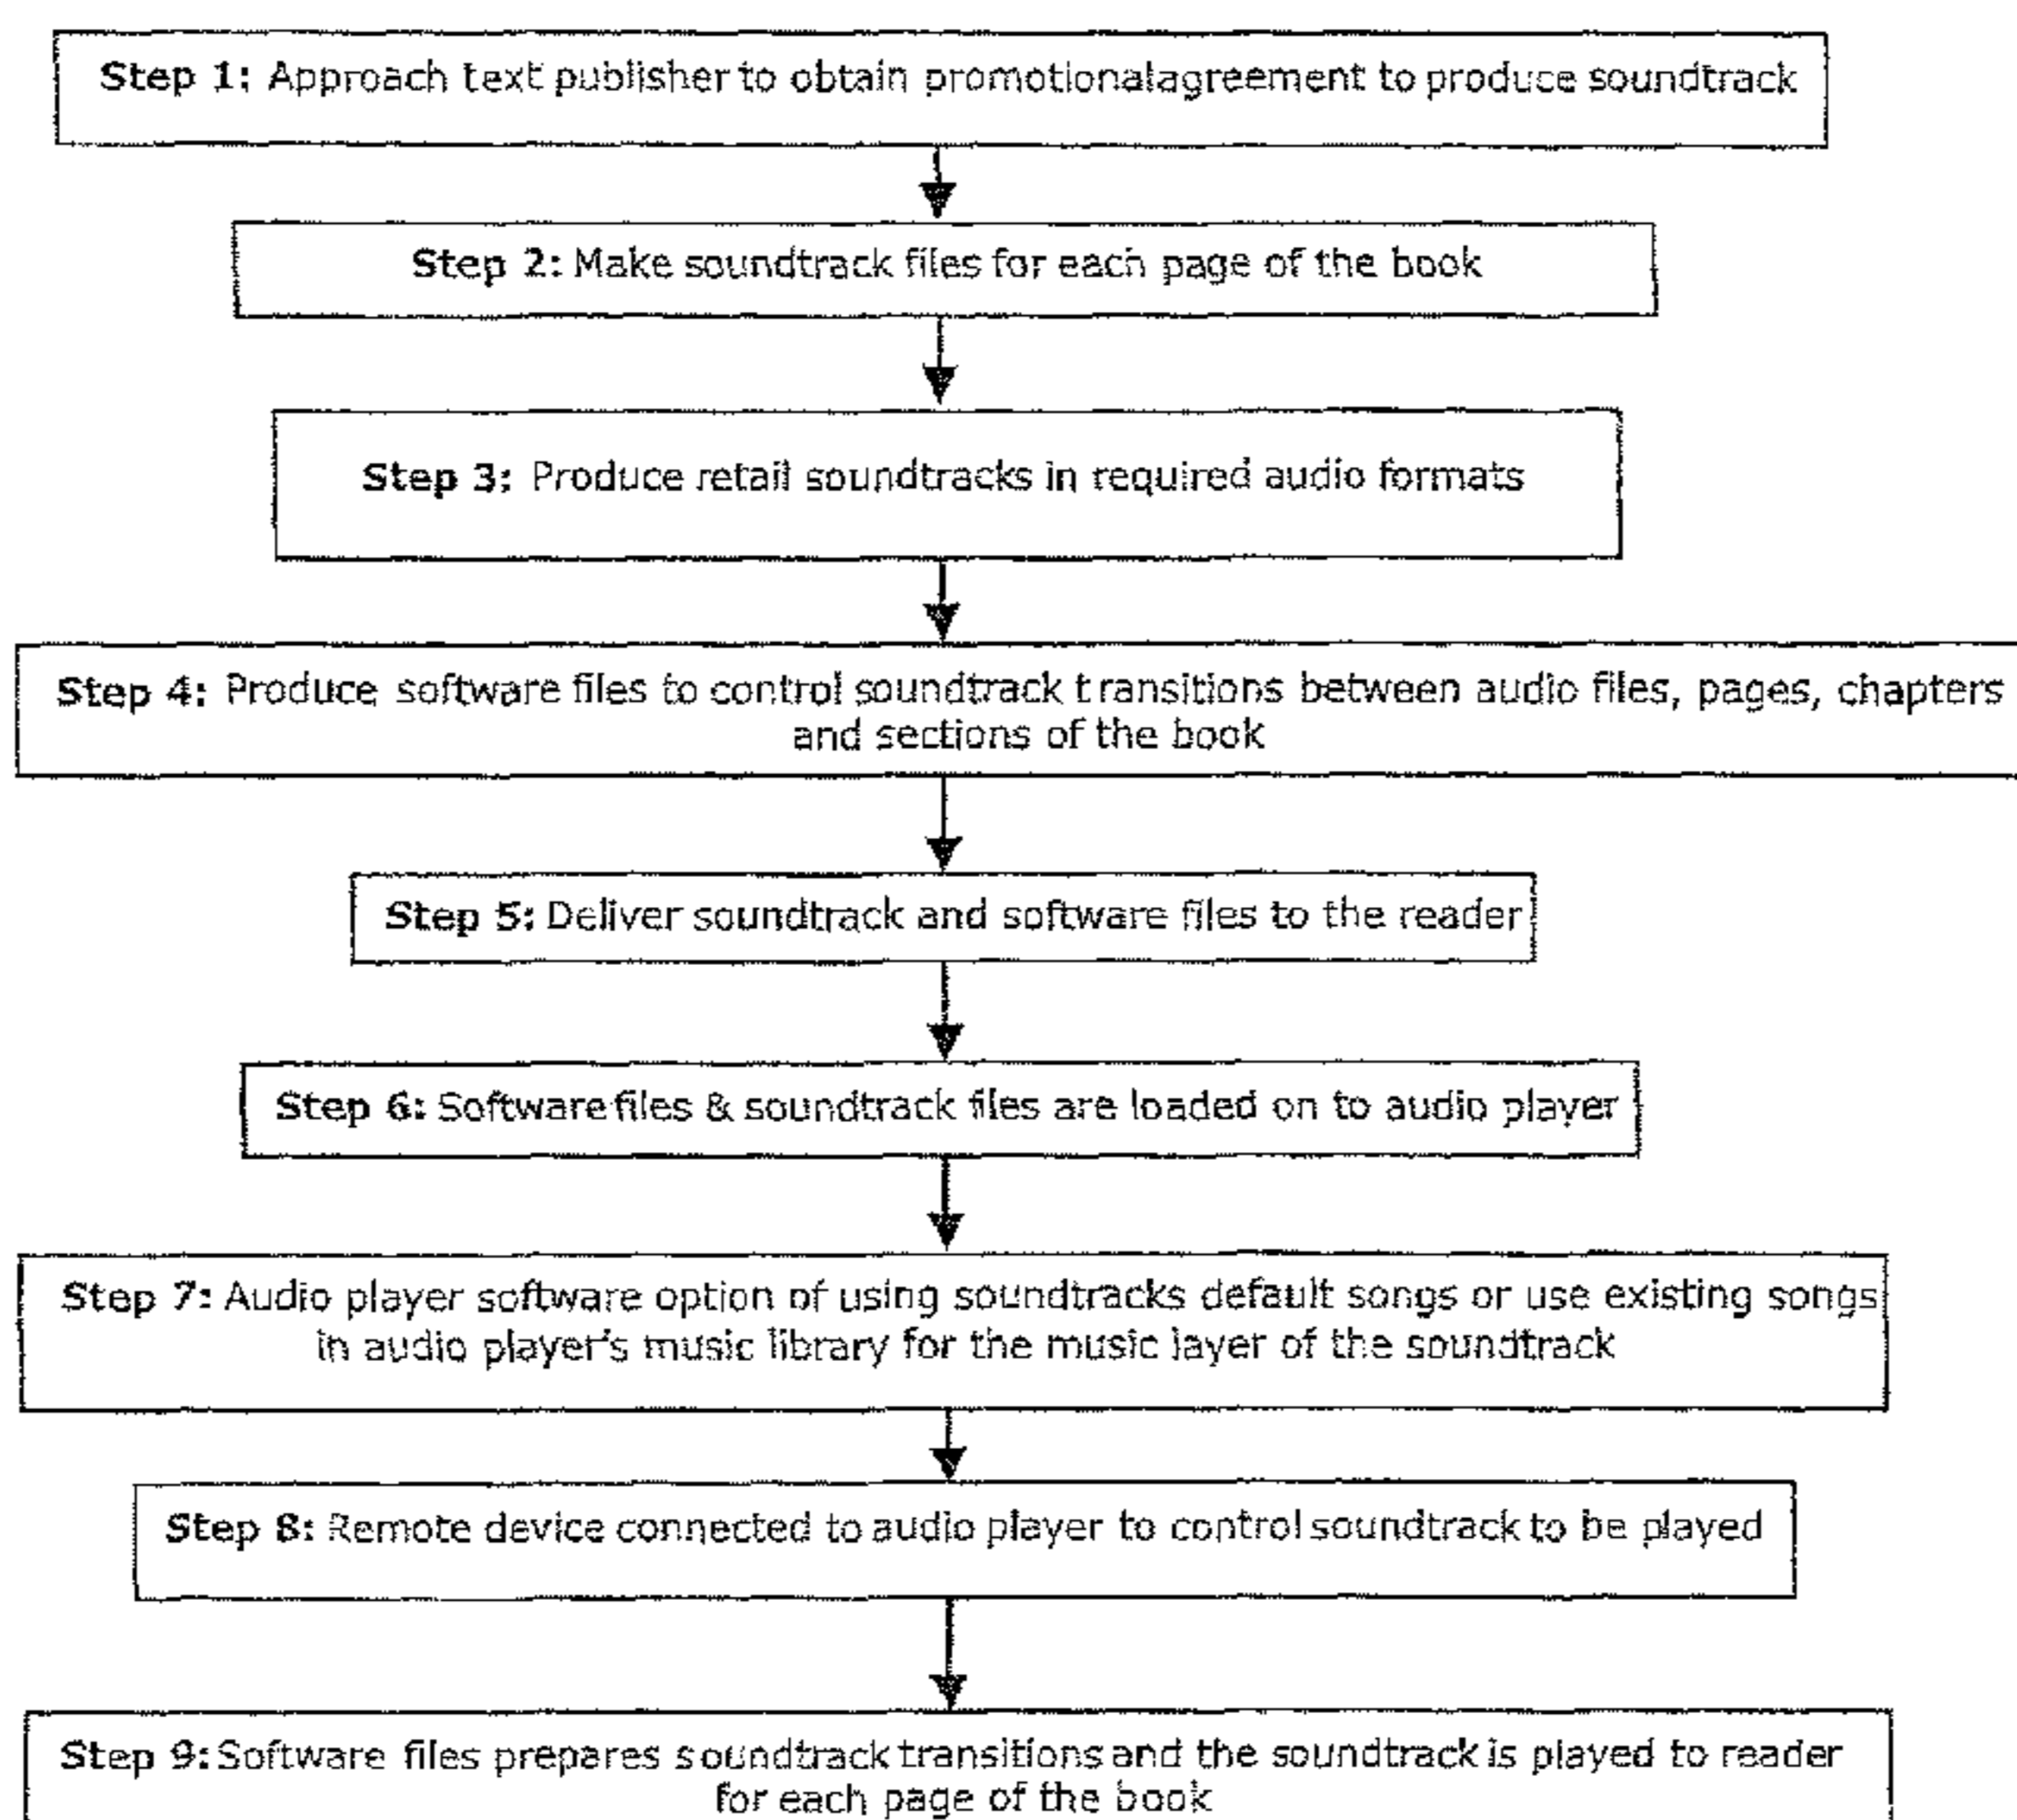 Step 1: Approach text publisher to obtain promotionalagreement to produce soundtrack
Step 2: Make soundtrack files for each page of the book
Step 3: Produce retail soundtracks in required audio formats
Step 4: Produce software files to control soundtrack transitions between audio files, pages, chapters
and sections of the book
Step 5: Deliver soundtrack and software files to the reader
Step 6: Software files & soundtrack files are loaded on to audio player
Step 7: Audio player software option of using soundtracks default songs or use existing songs
in audio player's music library for the music layer of the soundtrack
Step 8: Remote device connected to audio player to control soundtrack to be played
Step 9: Software files prepares soundtrack transitions and the soundtrack is played to reader
for each page of the book